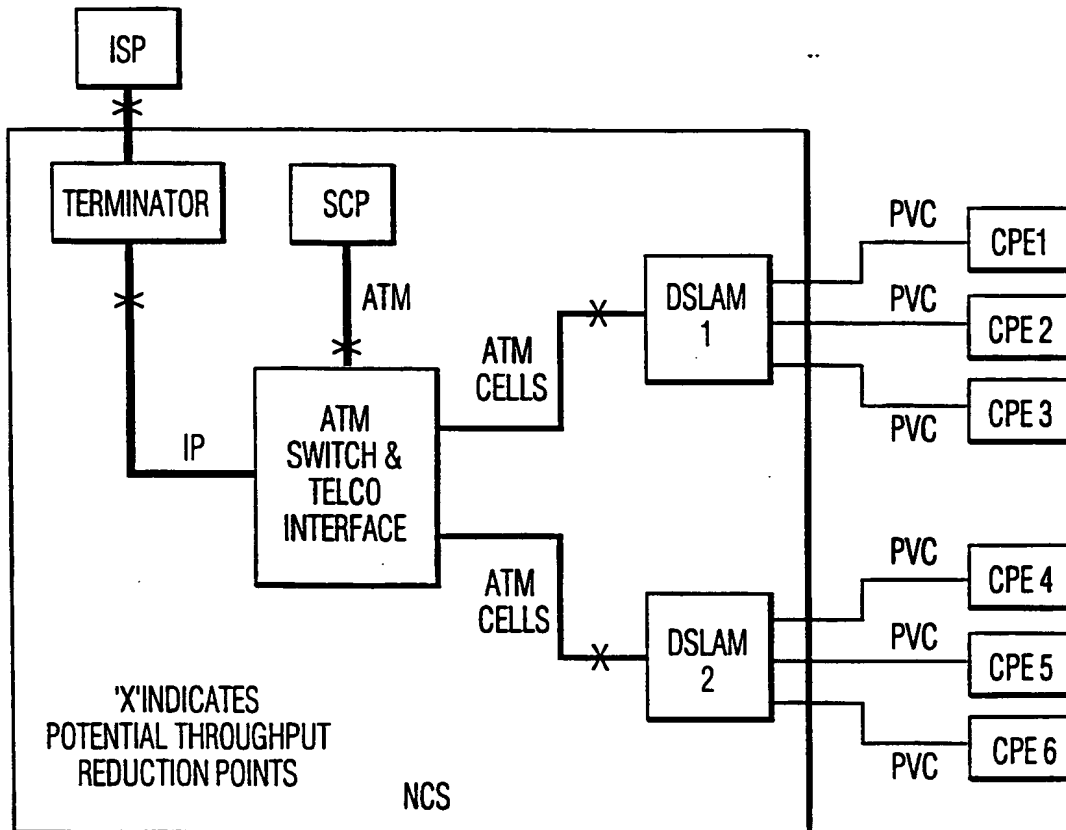 ISP
TERMINATOR
SCP
ATM
IP
ATM
SWITCH &
TELCO
INTERFACE
ATM
CELLS
ATM
CELLS
DSLAM
1
DSLAM
2
PVC
CPE1
PVC
CPE 2
PVC
CPE 3
PVC
CPE 4
PVC
CPE 5
PVC
CPE 6
'X'INDICATES
POTENTIAL THROUGHPUT
REDUCTION POINTS
NCS